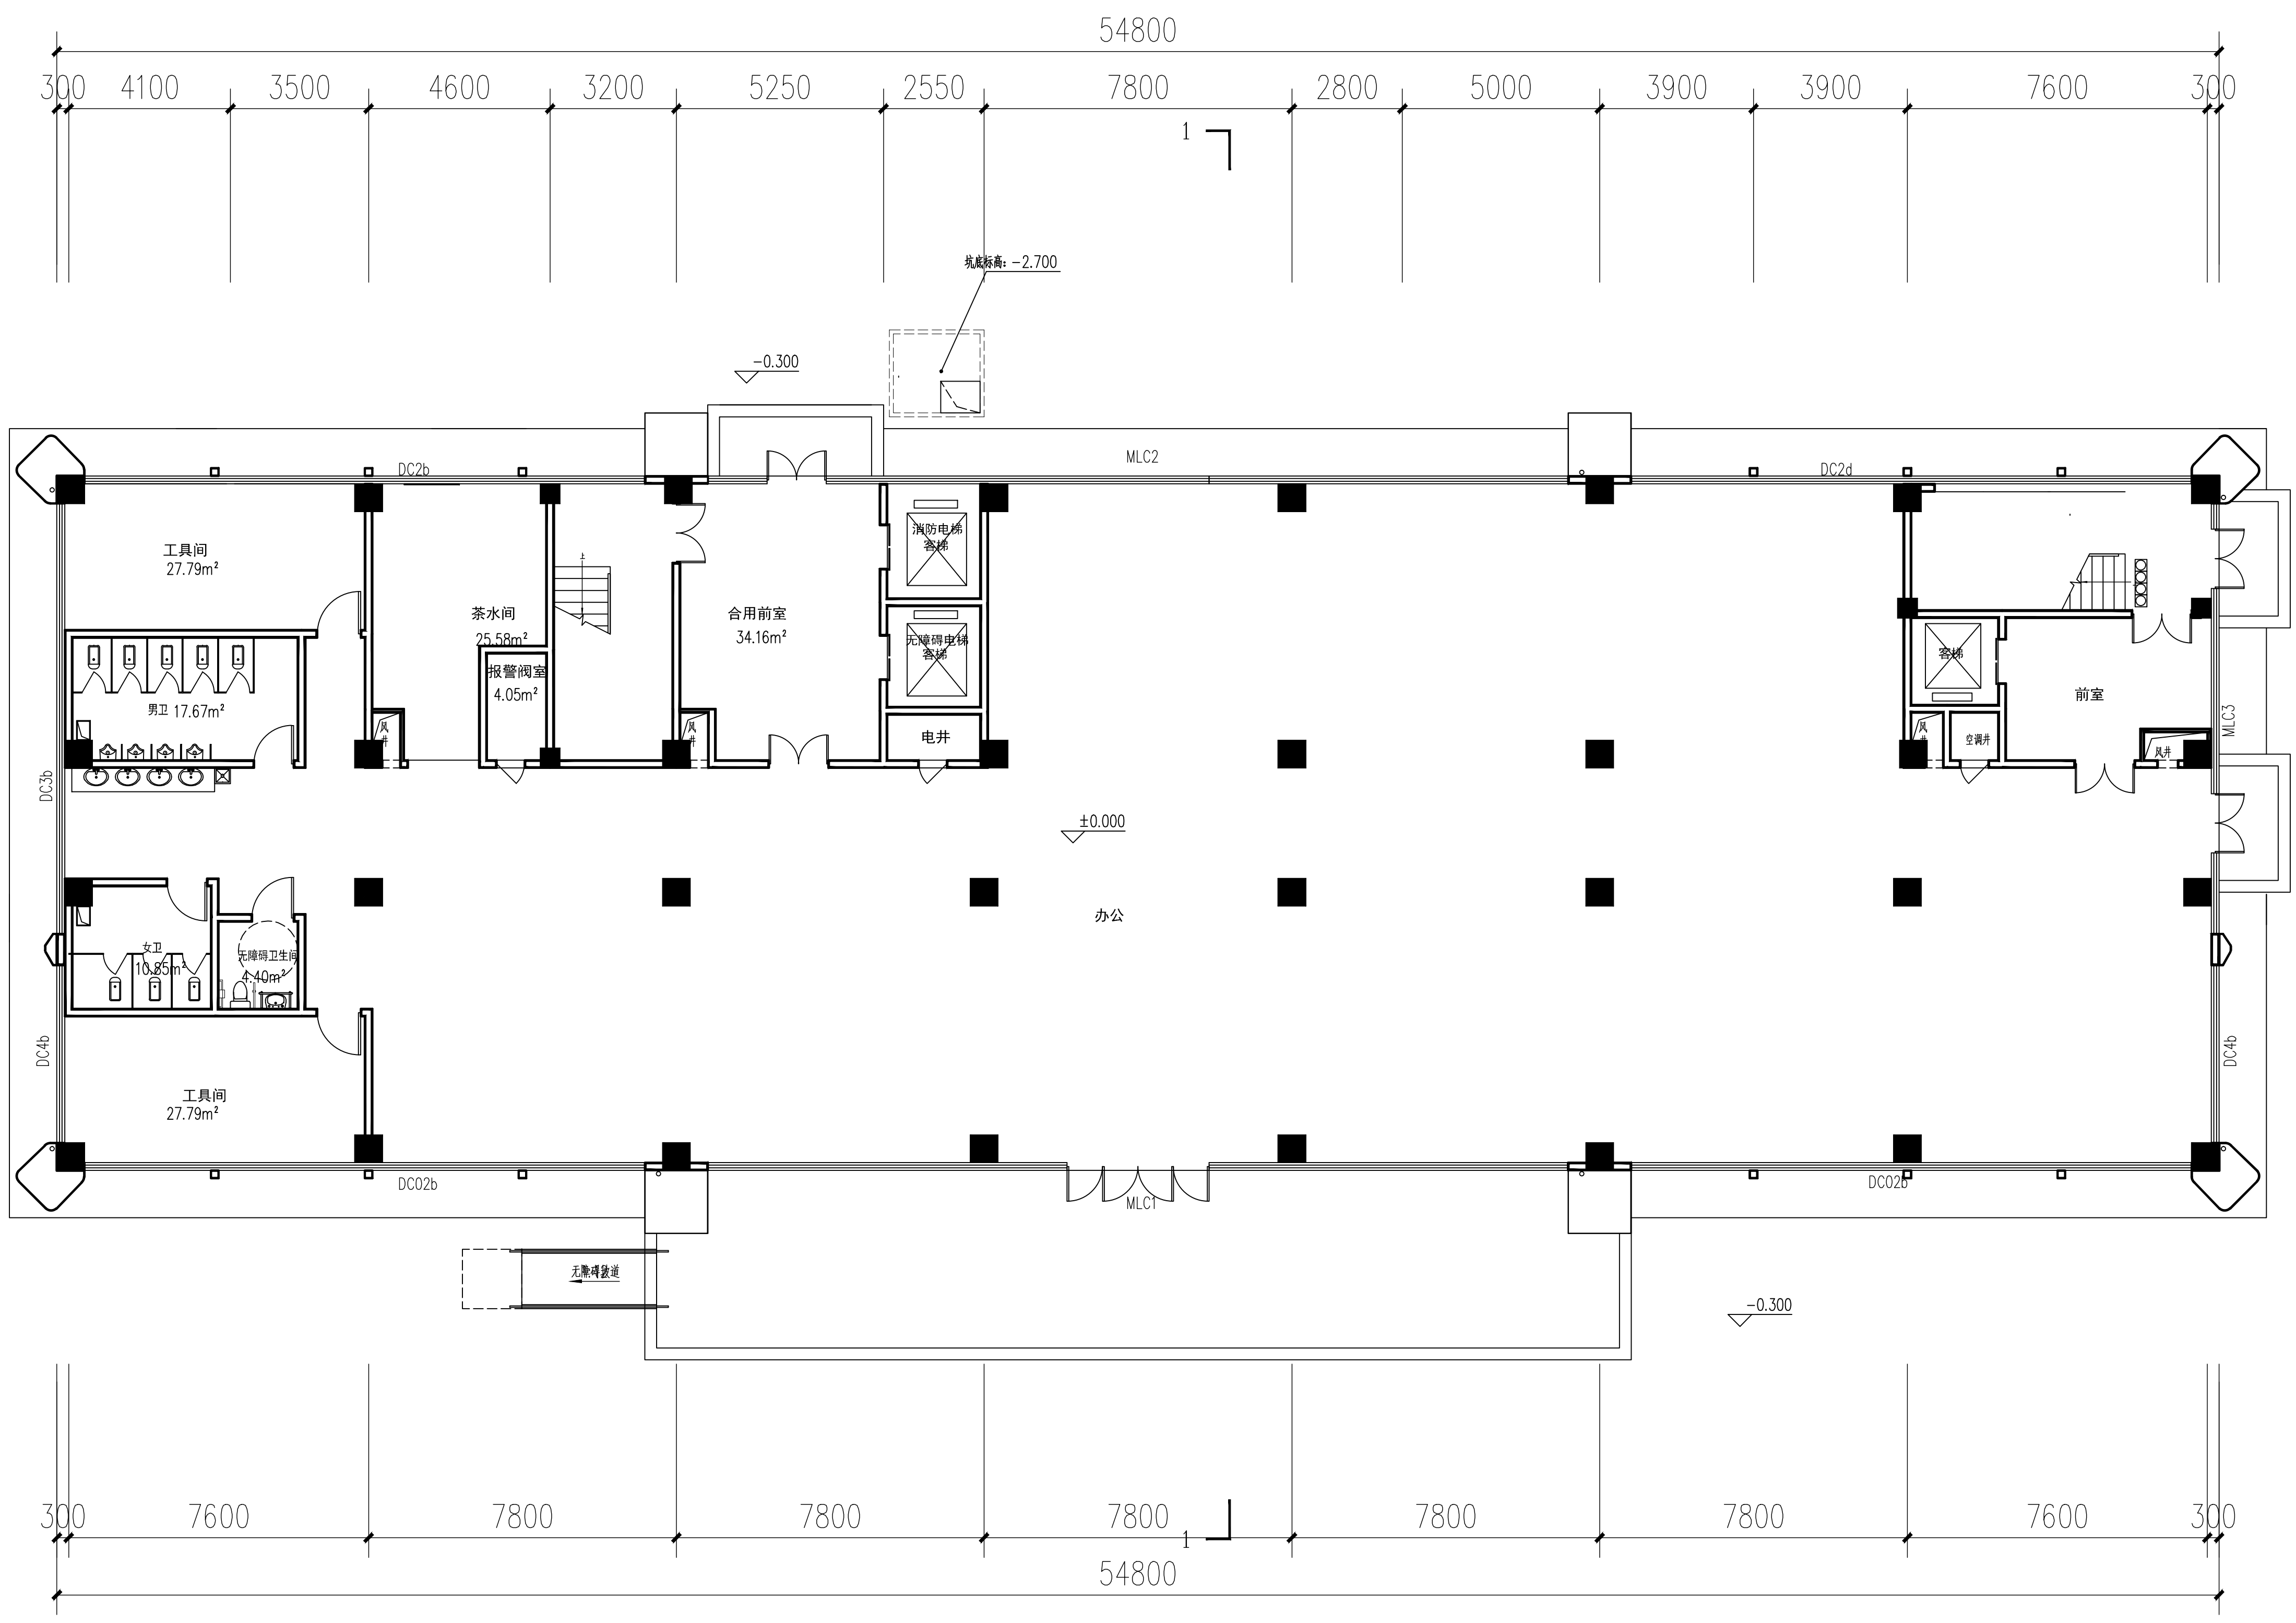 54800
300 4100 3500 4600 3200 5250 2550 7800 2800 5000 3900 3900 7600 300
1
坑底标高: -2.700
-0.300
DC2b
MLC2
DC2d
工具间
27.79m²
上
消防电梯
客梯
茶水间
25.58m²
合用前室
34.16m²
无障碍电梯
客梯
客梯
报警阀室
4.05m²
前室
男卫 17.67m²
风井
风井
电井
风井
空调井
风井
MLC3
DC3b
±0.000
办公
女卫
10.85m²
无障碍卫生间
4.40m²
DC4b
DC4b
工具间
27.79m²
DC02b
MLC1
DC02b
无障碍坡道
-0.300
300 7600 7800 7800 7800 7800 7800 7600 300
1
54800